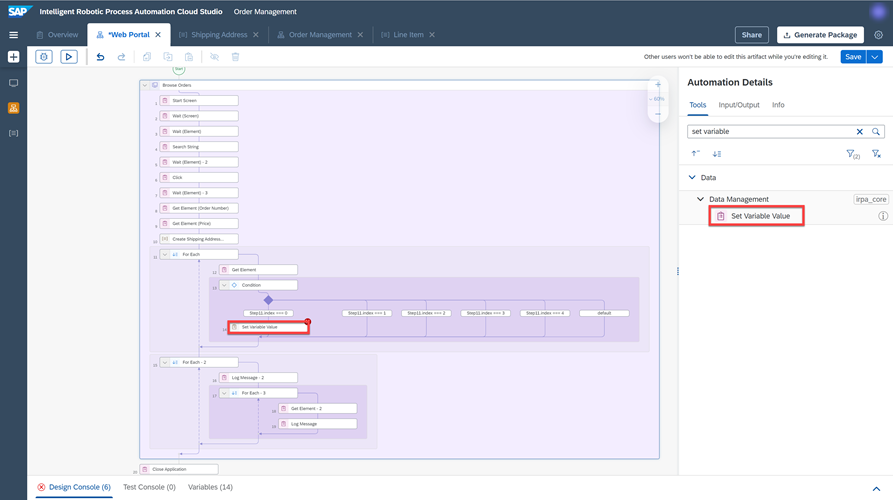 SAP Intelligent Robotic Process Automation Cloud Studio Order Management
Overview *Web Portal Shipping Address Order Management Line Item Share Generate Package
Other users won't be able to edit this artifact while you're editing it. Save
Start
Browse Orders
60%
1 Start Screen
2 Wait (Screen)
3 Wait (Element)
4 Search String
5 Wait (Element) - 2
6 Click
7 Wait (Element) - 3
8 Get Element (Order Number)
9 Get Element (Price)
10 Create Shipping Address...
11 For Each
12 Get Element
13 Condition
Step11.index === 0 Step11.index === 1 Step11.index === 2 Step11.index === 3 Step11.index === 4 default
14 Set Variable Value
15 For Each - 2
16 Log Message - 2
17 For Each - 3
18 Get Element - 2
19 Log Message
20 Close Application
Automation Details
Tools Input/Output Info
set variable
(2)
Data
Data Management irpa_core
Set Variable Value
Design Console (6) Test Console (0) Variables (14)